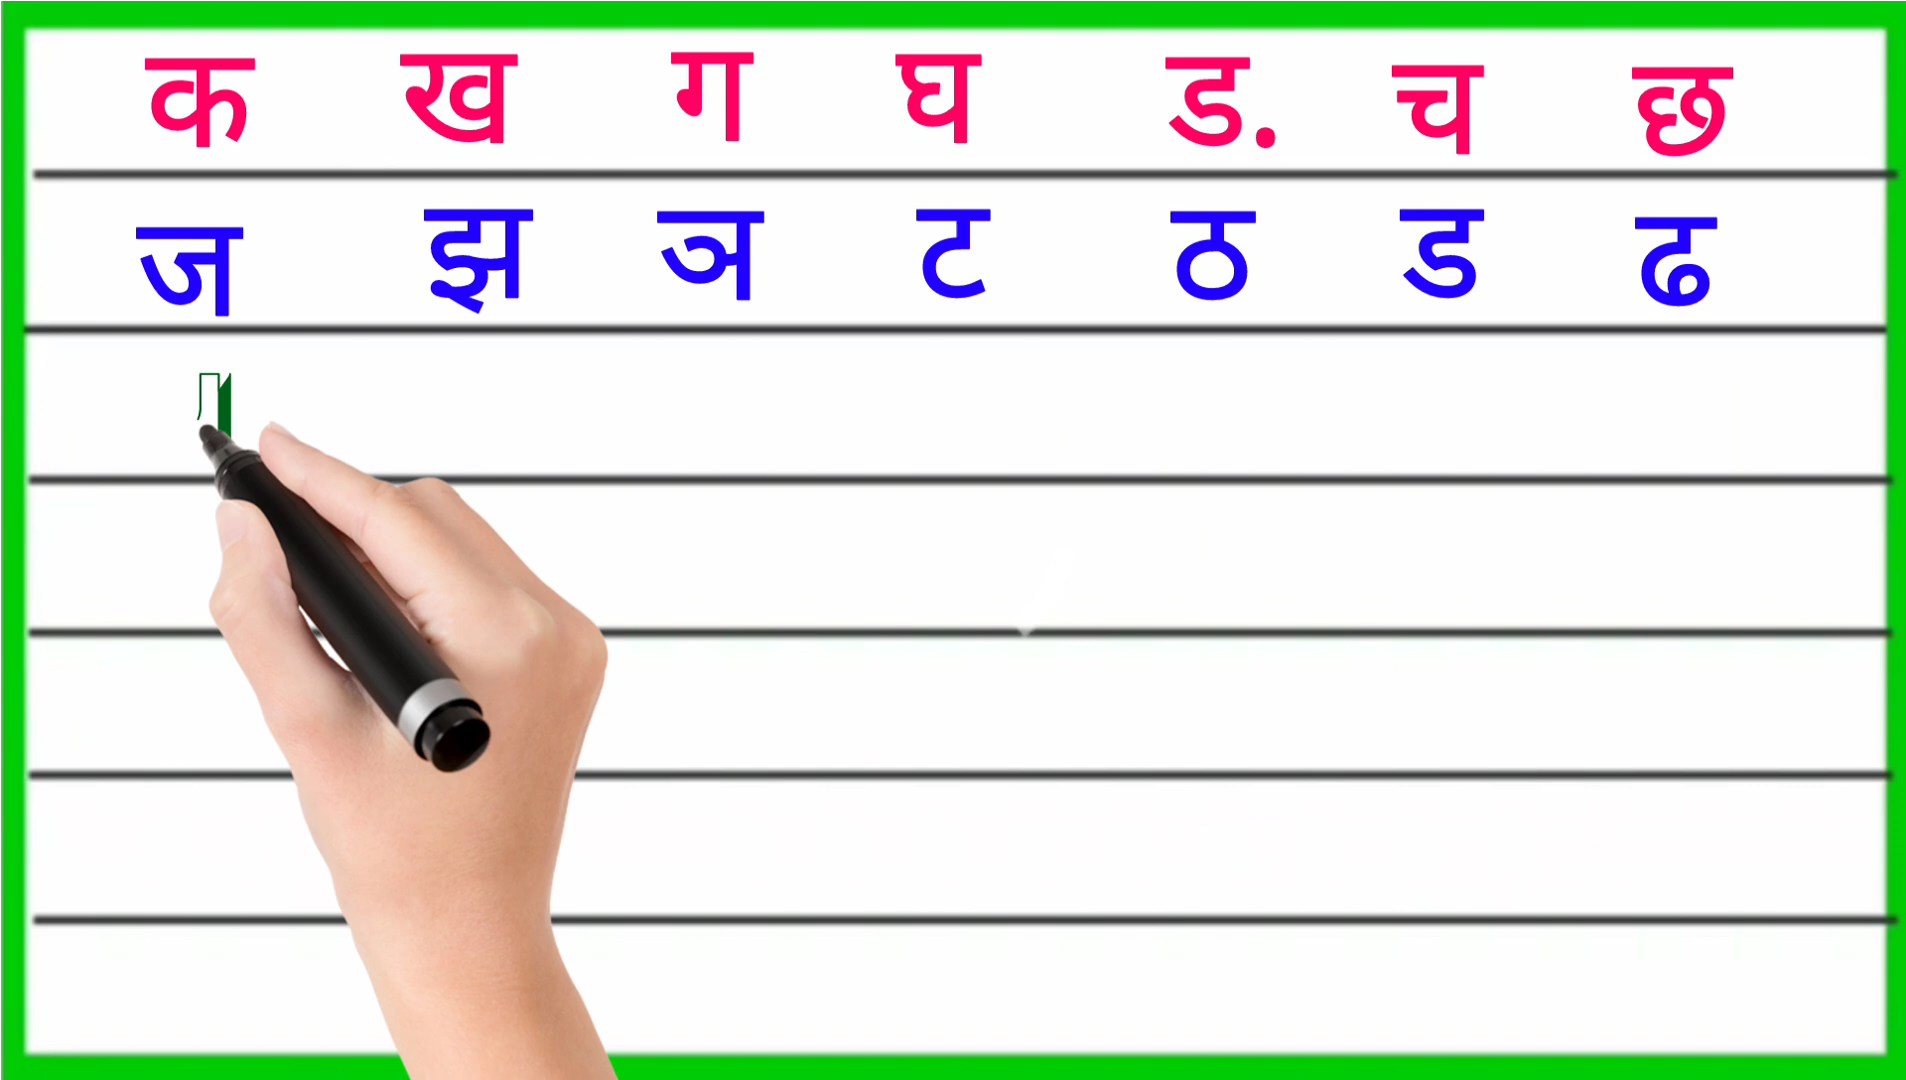 क ख ग घ ड. च छ
ज झ ञ ट ठ ड ढ